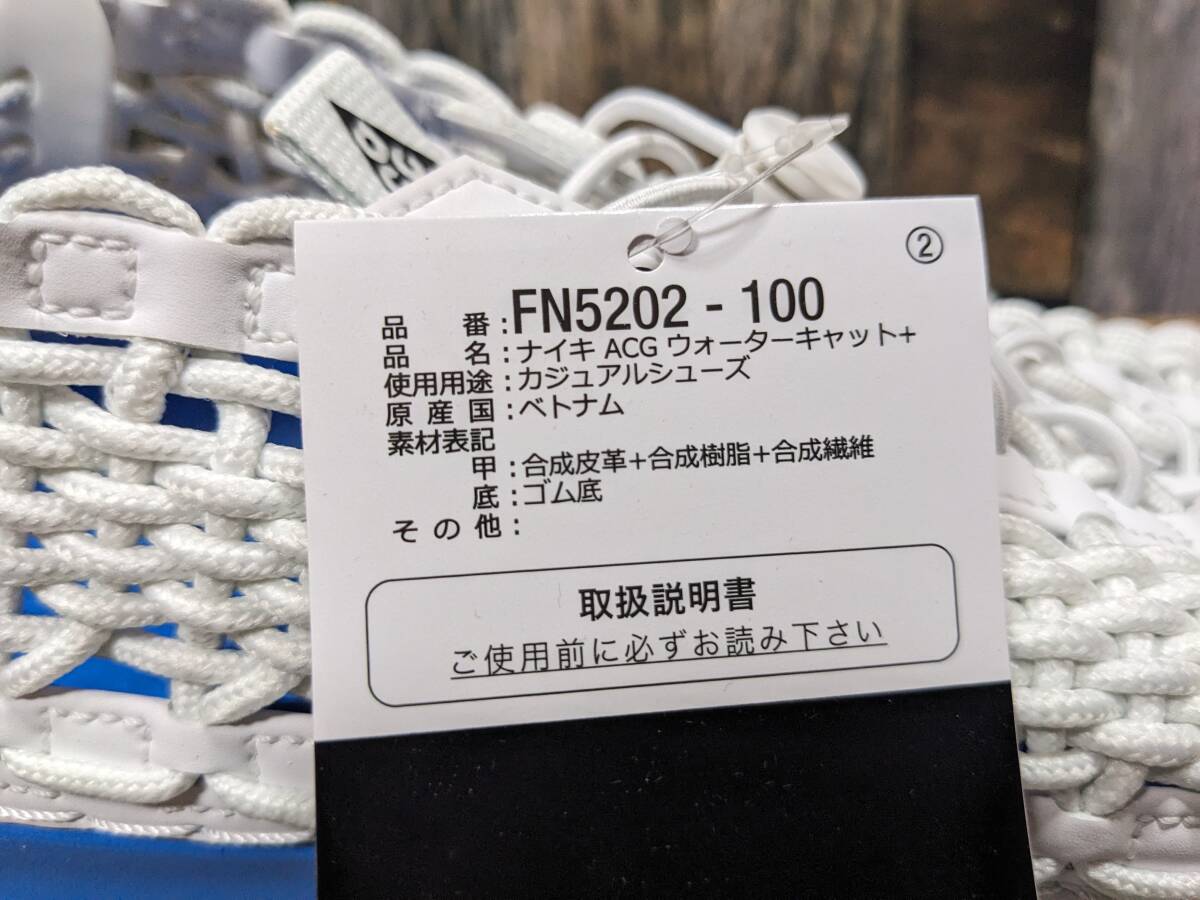 ACG
②
品番:FN5202-100
品名:ナイキ ACG ウォーターキャット+
使用用途:カジュアルシューズ
原産国:ベトナム
素材表記
甲:合成皮革+合成樹脂+合成繊維
底:ゴム底
その他:
取扱説明書
ご使用前に必ずお読み下さい